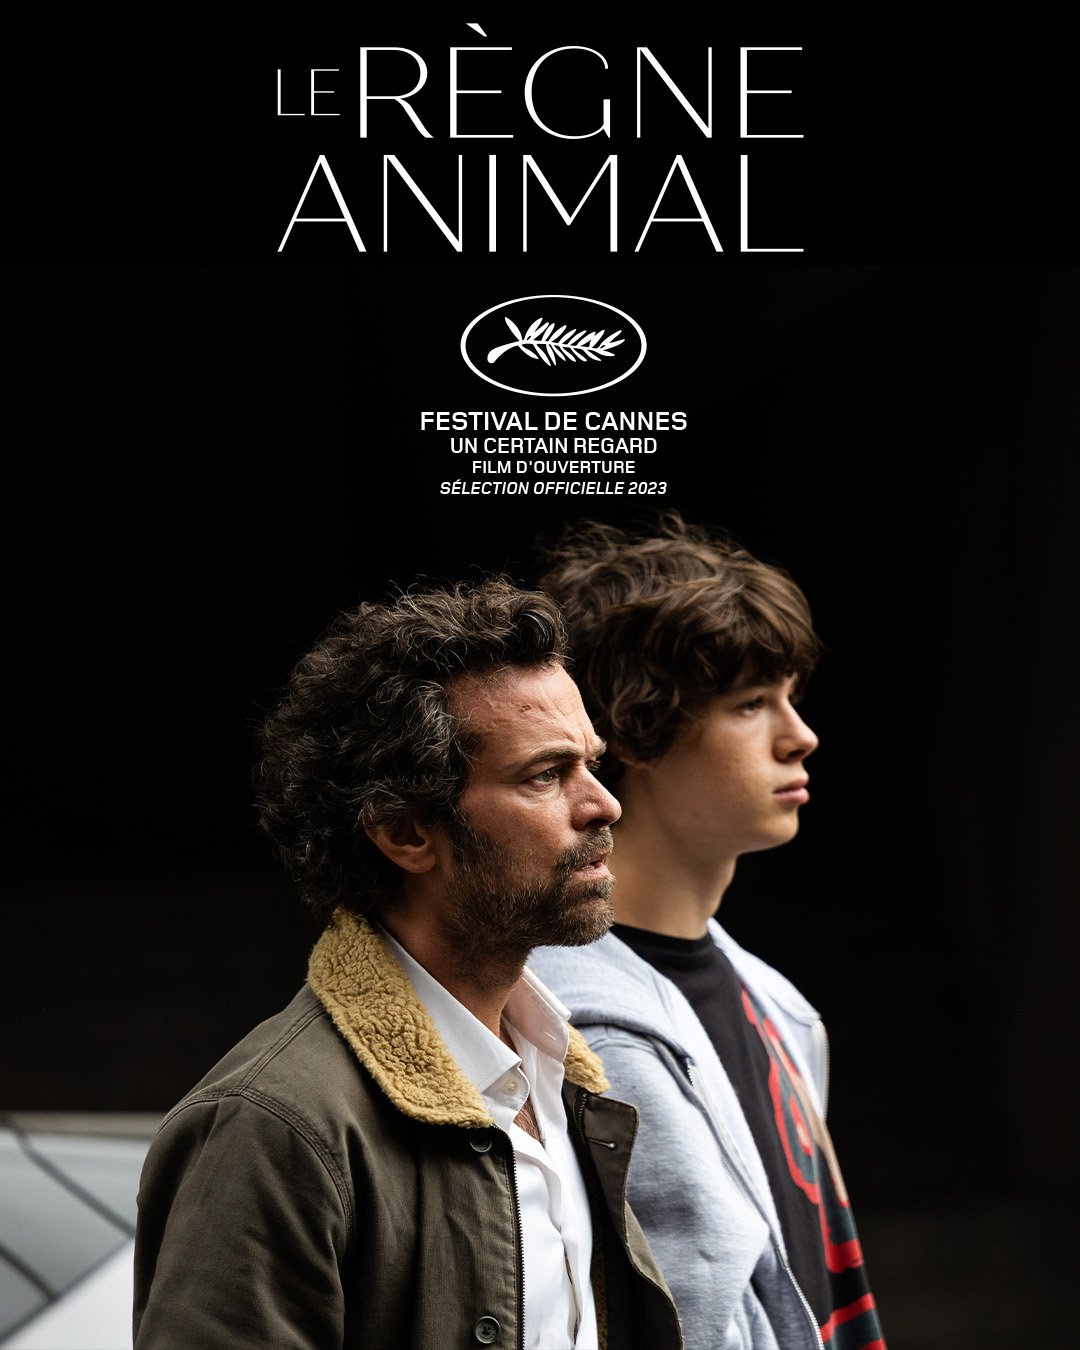 LE RÈGNE
ANIMAL
FESTIVAL DE CANNES
UN CERTAIN REGARD
FILM D'OUVERTURE
SÉLECTION OFFICIELLE 2023